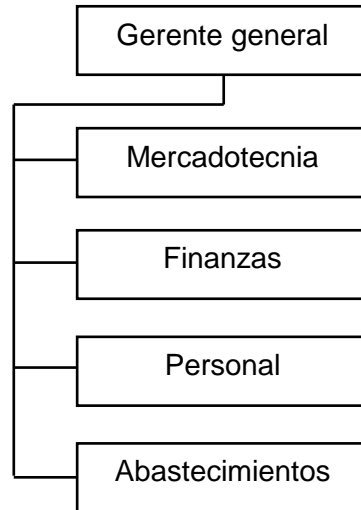 Gerente general
Mercadotecnia
Finanzas
Personal
Abastecimientos